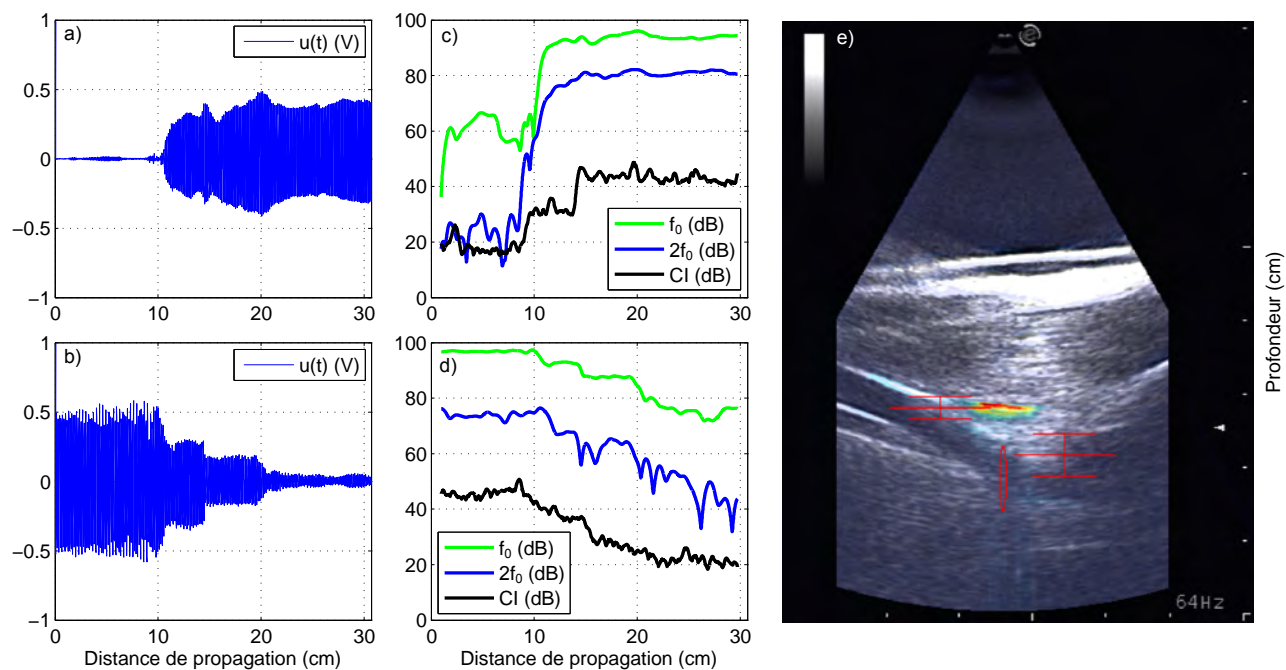 a)
u(t) (V)
1
0.5
0
−0.5
−1
0
10
20
30
b)
u(t) (V)
1
0.5
0
−0.5
−1
0
10
20
30
Distance de propagation (cm)
c)
100
80
60
40
20
0
0
10
20
30
f₀ (dB)
2f₀ (dB)
CI (dB)
d)
100
80
60
40
20
0
0
10
20
30
f₀ (dB)
2f₀ (dB)
CI (dB)
Distance de propagation (cm)
e)
64Hz
Profondeur (cm)